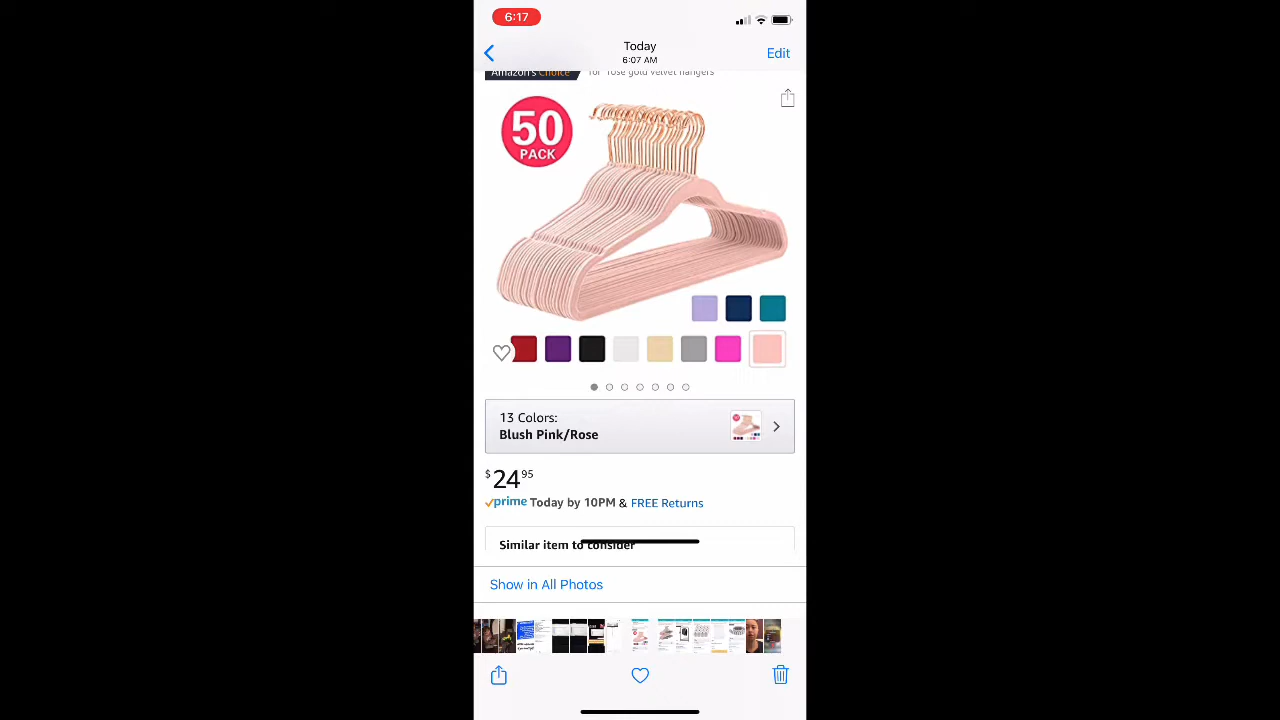 6:17
Today
6:07 AM
Edit
Amazon's Choice for "rose gold velvet hangers"
50
PACK
13 Colors:
Blush Pink/Rose
$24 95
prime Today by 10PM & FREE Returns
Similar item to consider
Show in All Photos